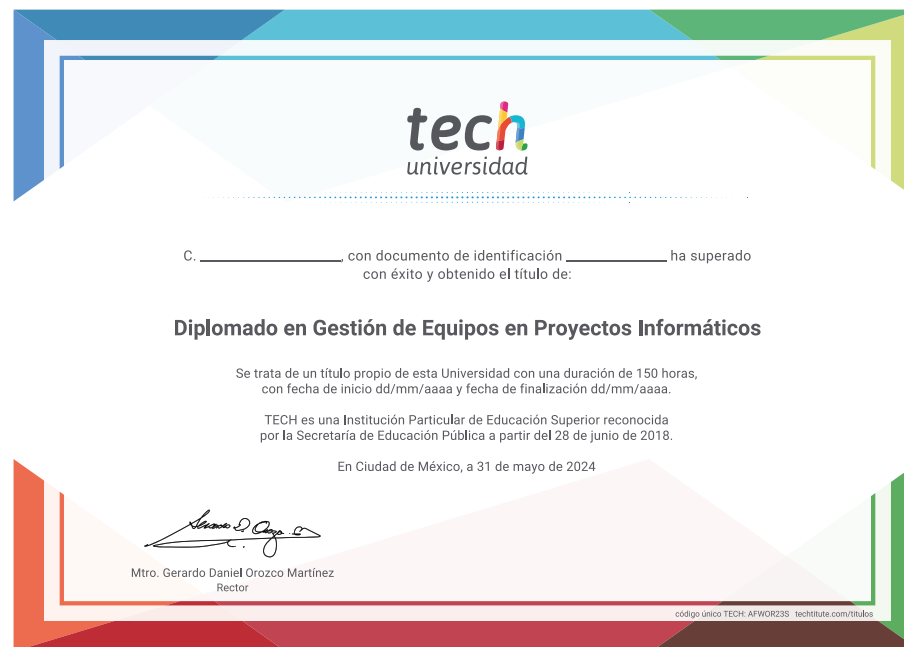 tech
universidad
C. ____________________, con documento de identificación ______________ ha superado
con éxito y obtenido el título de:
Diplomado en Gestión de Equipos en Proyectos Informáticos
Se trata de un título propio de esta Universidad con una duración de 150 horas,
con fecha de inicio dd/mm/aaaa y fecha de finalización dd/mm/aaaa.
TECH es una Institución Particular de Educación Superior reconocida
por la Secretaría de Educación Pública a partir del 28 de junio de 2018.
En Ciudad de México, a 31 de mayo de 2024
Mtro. Gerardo Daniel Orozco Martínez
Rector
código único TECH: AFWOR23S techtitute.com/titulos